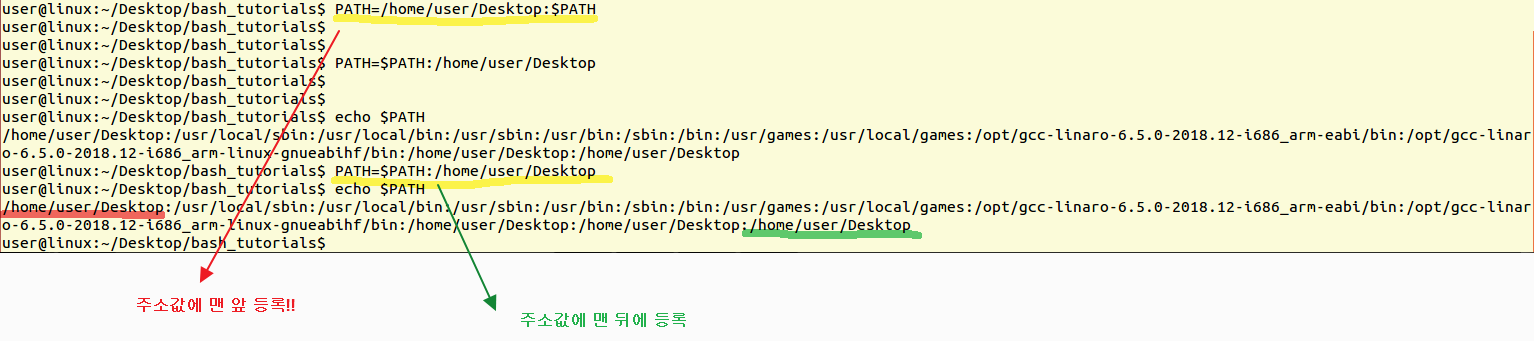 user@linux:~/Desktop/bash_tutorials$ PATH=/home/user/Desktop:$PATH
user@linux:~/Desktop/bash_tutorials$
user@linux:~/Desktop/bash_tutorials$
user@linux:~/Desktop/bash_tutorials$ PATH=$PATH:/home/user/Desktop
user@linux:~/Desktop/bash_tutorials$
user@linux:~/Desktop/bash_tutorials$
user@linux:~/Desktop/bash_tutorials$ echo $PATH
/home/user/Desktop:/usr/local/sbin:/usr/local/bin:/usr/sbin:/usr/bin:/sbin:/bin:/usr/games:/usr/local/games:/opt/gcc-linaro-6.5.0-2018.12-i686_arm-eabi/bin:/opt/gcc-linar
o-6.5.0-2018.12-i686_arm-linux-gnueabihf/bin:/home/user/Desktop:/home/user/Desktop
user@linux:~/Desktop/bash_tutorials$ PATH=$PATH:/home/user/Desktop
user@linux:~/Desktop/bash_tutorials$ echo $PATH
/home/user/Desktop:/usr/local/sbin:/usr/local/bin:/usr/sbin:/usr/bin:/sbin:/bin:/usr/games:/usr/local/games:/opt/gcc-linaro-6.5.0-2018.12-i686_arm-eabi/bin:/opt/gcc-linar
o-6.5.0-2018.12-i686_arm-linux-gnueabihf/bin:/home/user/Desktop:/home/user/Desktop:/home/user/Desktop
user@linux:~/Desktop/bash_tutorials$
주소값에 맨 앞 등록!!
주소값에 맨 뒤에 등록